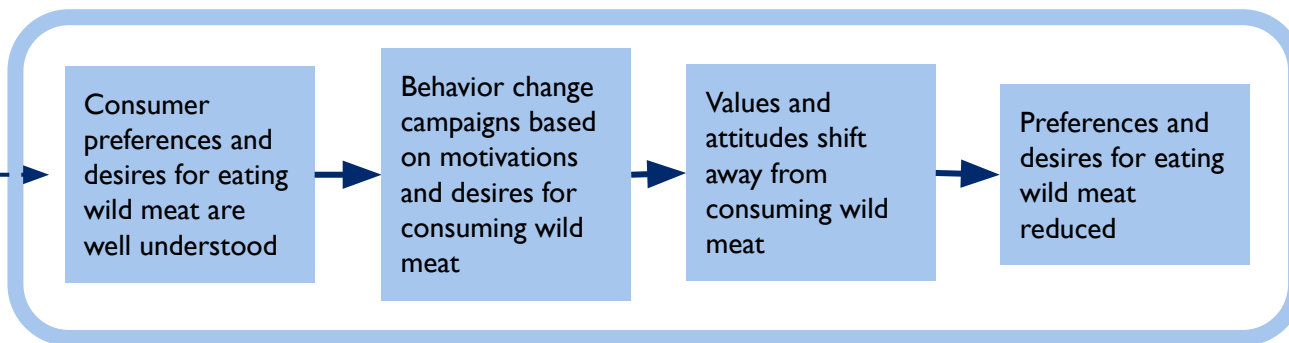 Consumer
preferences and
desires for eating
wild meat are
well understood
Behavior change
campaigns based
on motivations
and desires for
consuming wild
meat
Values and
attitudes shift
away from
consuming wild
meat
Preferences and
desires for eating
wild meat
reduced